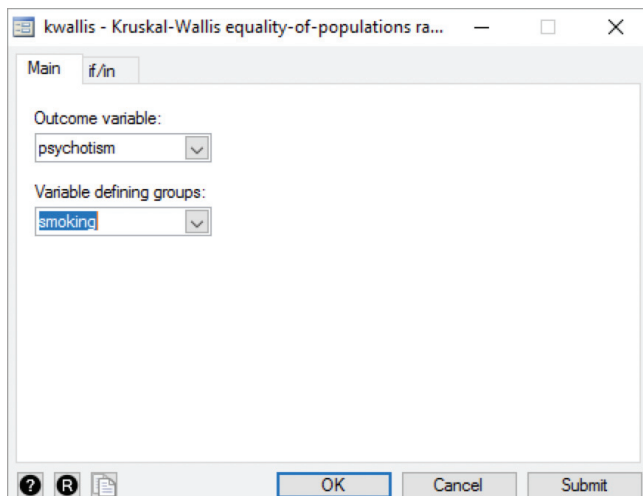 kwallis - Kruskal-Wallis equality-of-populations ra...
Main if/in
Outcome variable:
psychotism
Variable defining groups:
smoking
? R OK Cancel Submit